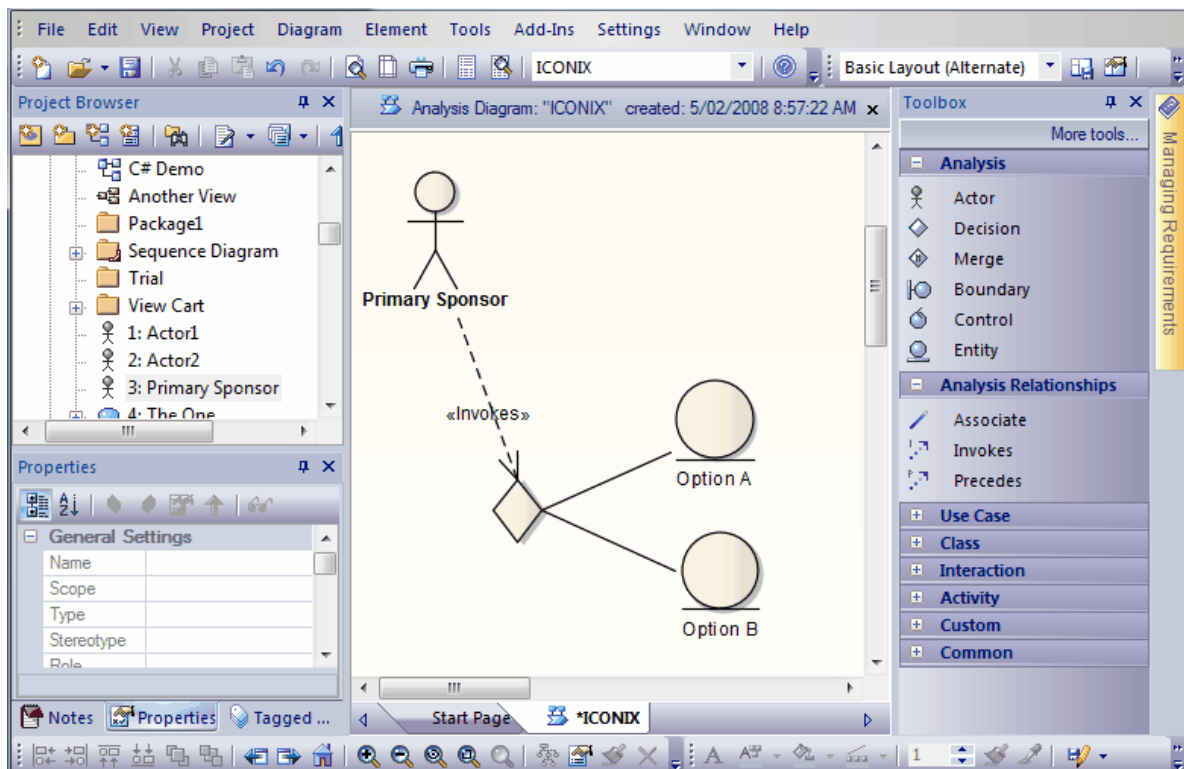 File Edit View Project Diagram Element Tools Add-Ins Settings Window Help
ICONIX
Basic Layout (Alternate)
Project Browser
C# Demo
Another View
Package1
Sequence Diagram
Trial
View Cart
1: Actor1
2: Actor2
3: Primary Sponsor
4: The One
Properties
General Settings
Name
Scope
Type
Stereotype
Role
Notes Properties Tagged ...
Analysis Diagram: "ICONIX" created: 5/02/2008 8:57:22 AM
Primary Sponsor
«Invokes»
Option A
Option B
Start Page *ICONIX
Toolbox
More tools...
Analysis
Actor
Decision
Merge
Boundary
Control
Entity
Analysis Relationships
Associate
Invokes
Precedes
Use Case
Class
Interaction
Activity
Custom
Common
Managing Requirements
1